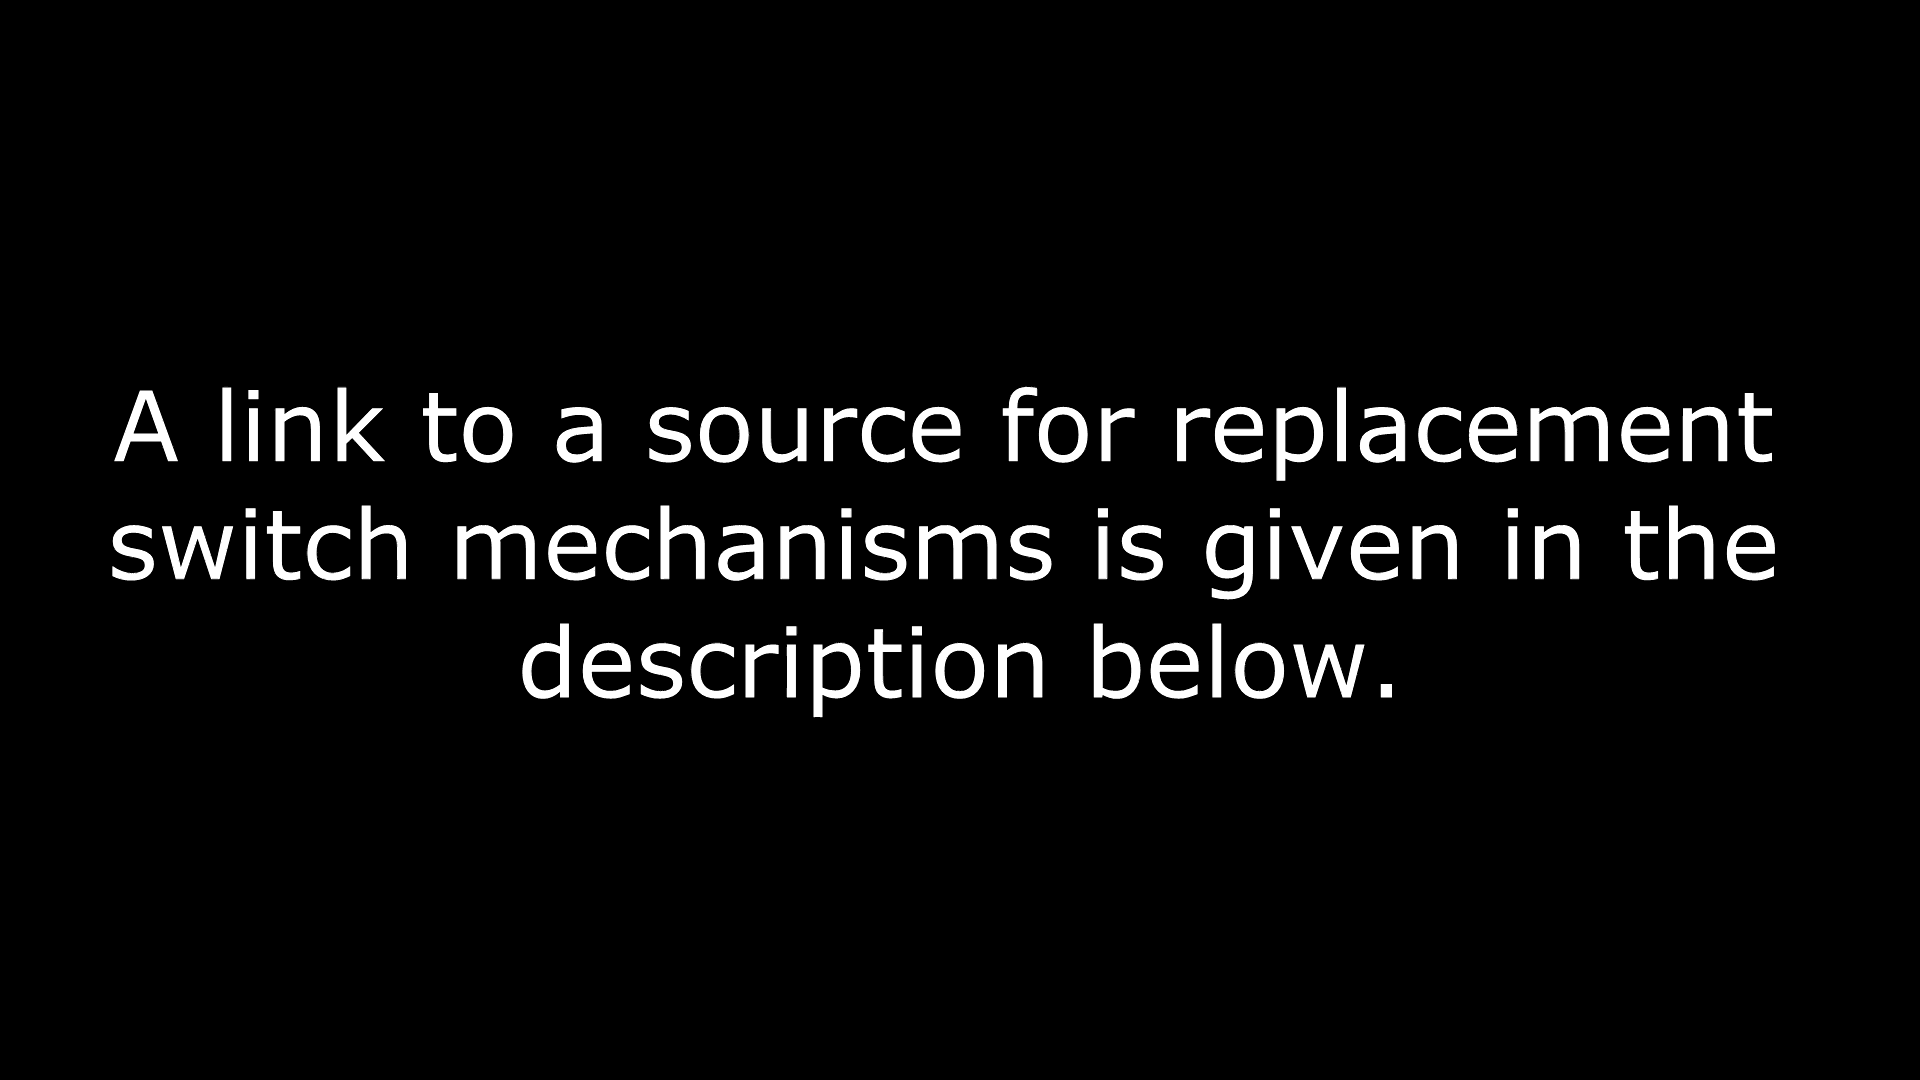 A link to a source for replacement
switch mechanisms is given in the
description below.